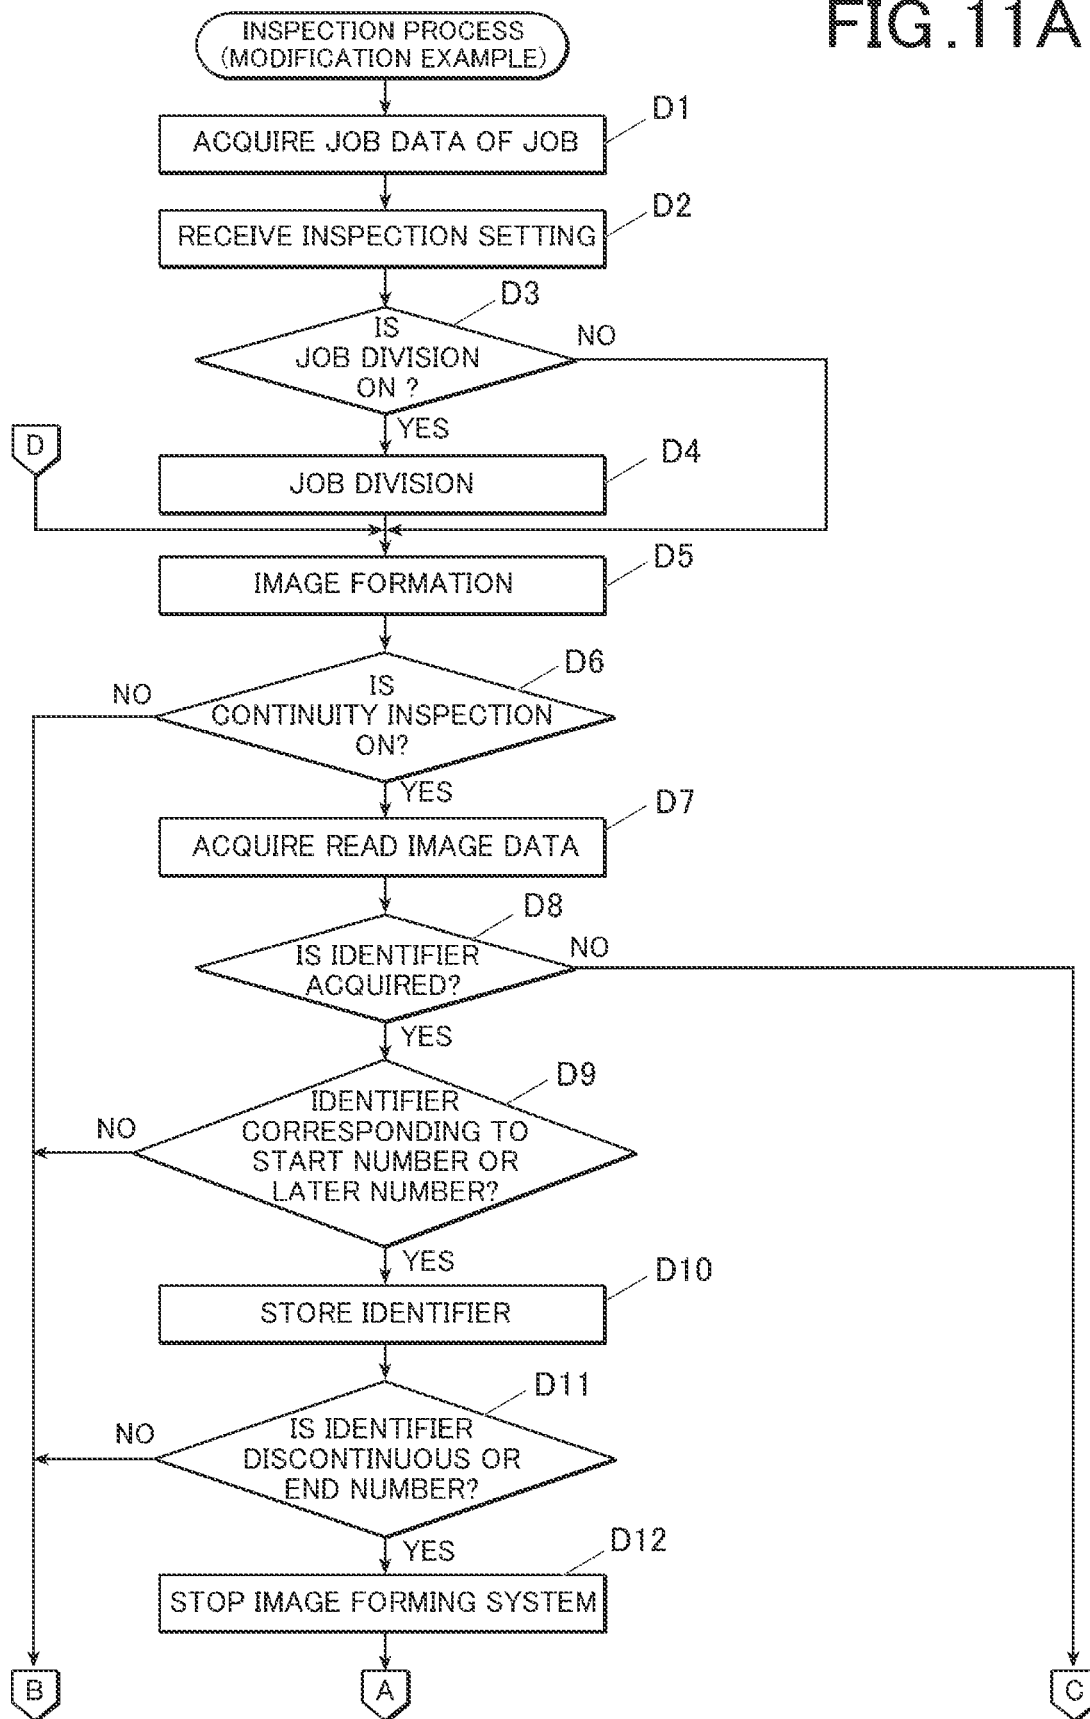 FIG.11A
INSPECTION PROCESS
(MODIFICATION EXAMPLE)
D1
ACQUIRE JOB DATA OF JOB
D2
RECEIVE INSPECTION SETTING
D3
IS
JOB DIVISION
ON ?
NO
YES
D
D4
JOB DIVISION
D5
IMAGE FORMATION
D6
IS
CONTINUITY INSPECTION
ON?
NO
YES
D7
ACQUIRE READ IMAGE DATA
D8
IS IDENTIFIER
ACQUIRED?
NO
YES
D9
IDENTIFIER
CORRESPONDING TO
START NUMBER OR
LATER NUMBER?
NO
YES
D10
STORE IDENTIFIER
D11
IS IDENTIFIER
DISCONTINUOUS OR
END NUMBER?
NO
YES
D12
STOP IMAGE FORMING SYSTEM
B
A
C